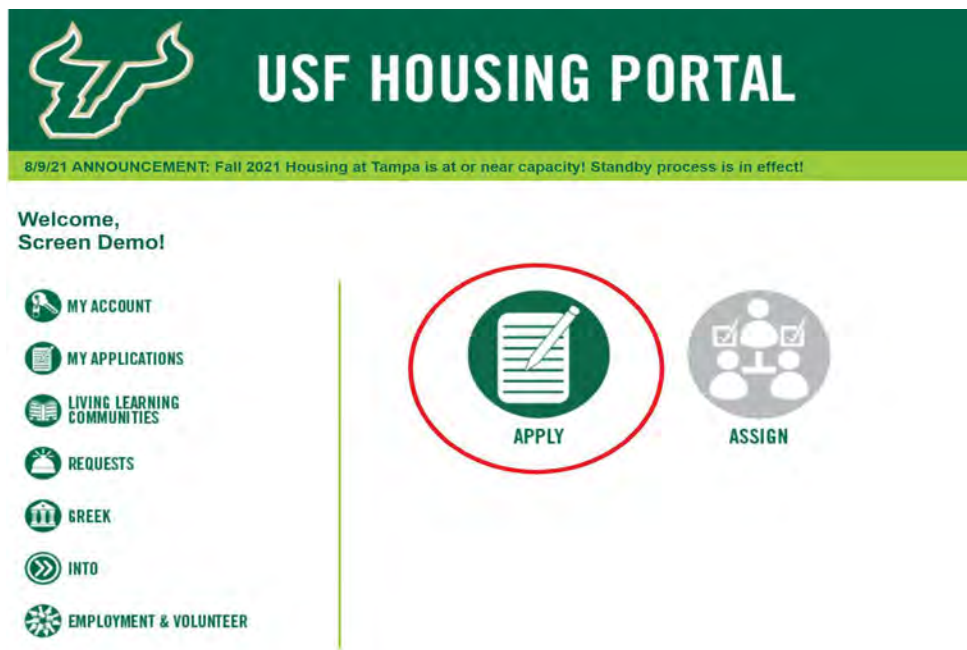 USF HOUSING PORTAL
8/9/21 ANNOUNCEMENT: Fall 2021 Housing at Tampa is at or near capacity! Standby process is in effect!
Welcome,
Screen Demo!
MY ACCOUNT
MY APPLICATIONS
LIVING LEARNING
COMMUNITIES
REQUESTS
GREEK
INTO
EMPLOYMENT & VOLUNTEER
APPLY
ASSIGN